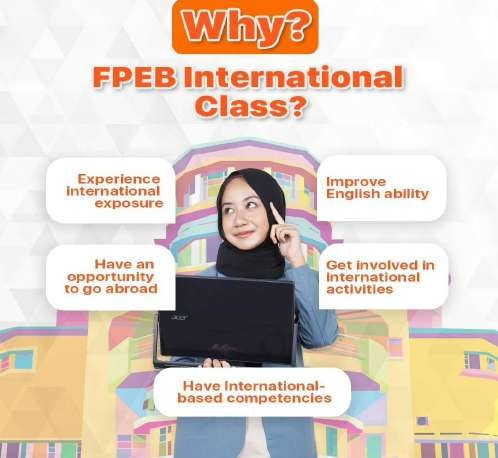 Why?
FPEB International
Class?
Experience
international
exposure
Improve
English ability
Have an
opportunity
to go abroad
Get involved in
international
activities
acer
Have International-
based competencies